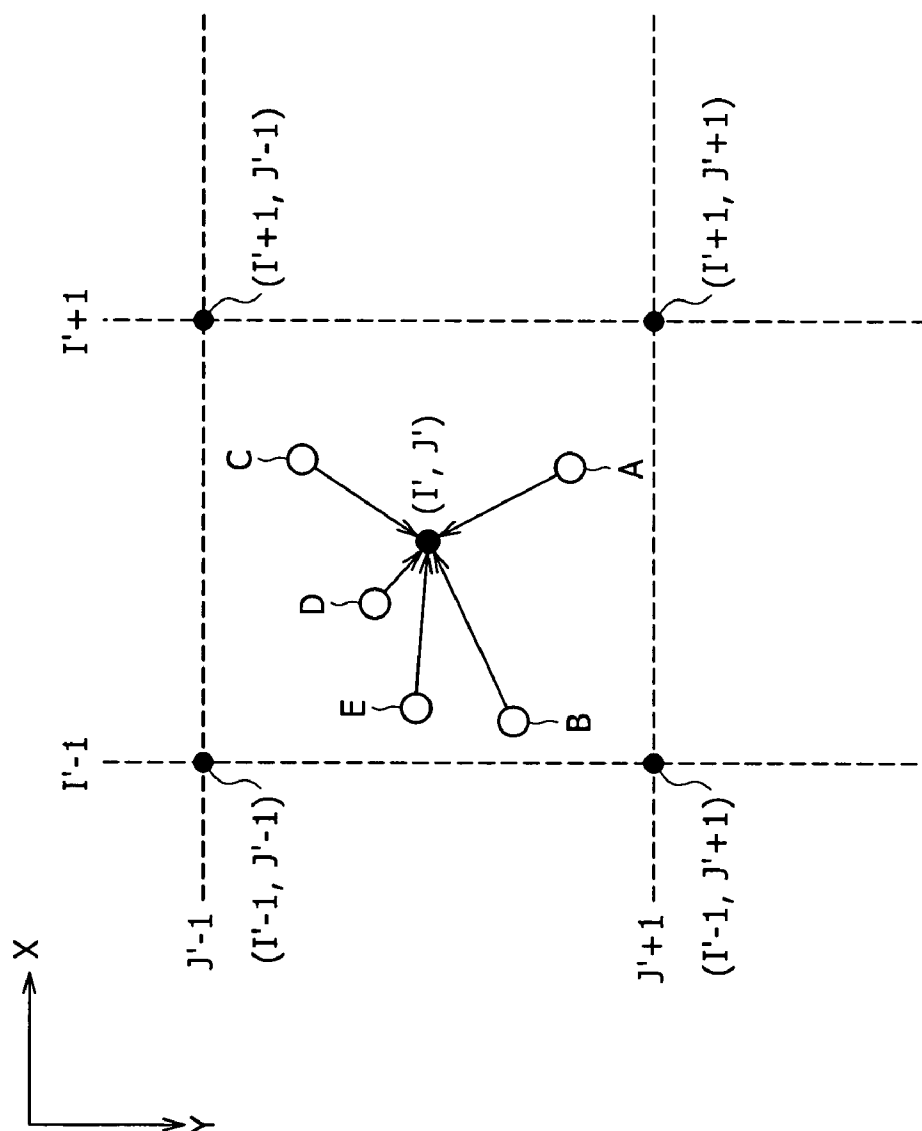 X
I'-1
I'+1
Y
J'-1
C
(I'-1, J'-1)
(I'+1, J'-1)
D
E
(I', J')
B
A
J'+1
(I'-1, J'+1)
(I'+1, J'+1)